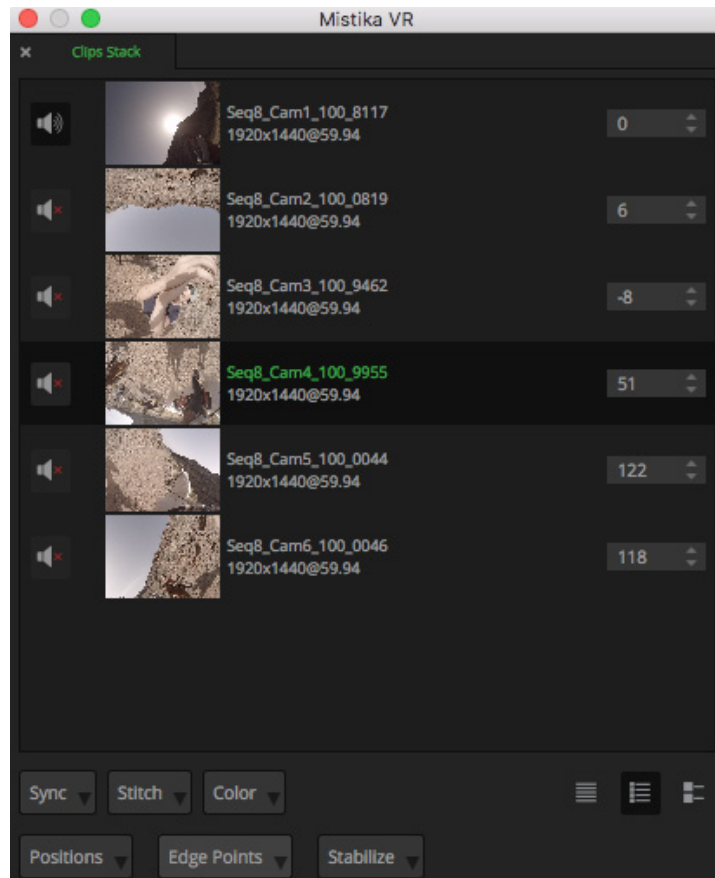 Mistika VR
× Clips Stack
Seq8_Cam1_100_8117
1920x1440@59.94
0
Seq8_Cam2_100_0819
1920x1440@59.94
6
Seq8_Cam3_100_9462
1920x1440@59.94
-8
Seq8_Cam4_100_9955
1920x1440@59.94
51
Seq8_Cam5_100_0044
1920x1440@59.94
122
Seq8_Cam6_100_0046
1920x1440@59.94
118
Sync Stitch Color
Positions Edge Points Stabilize